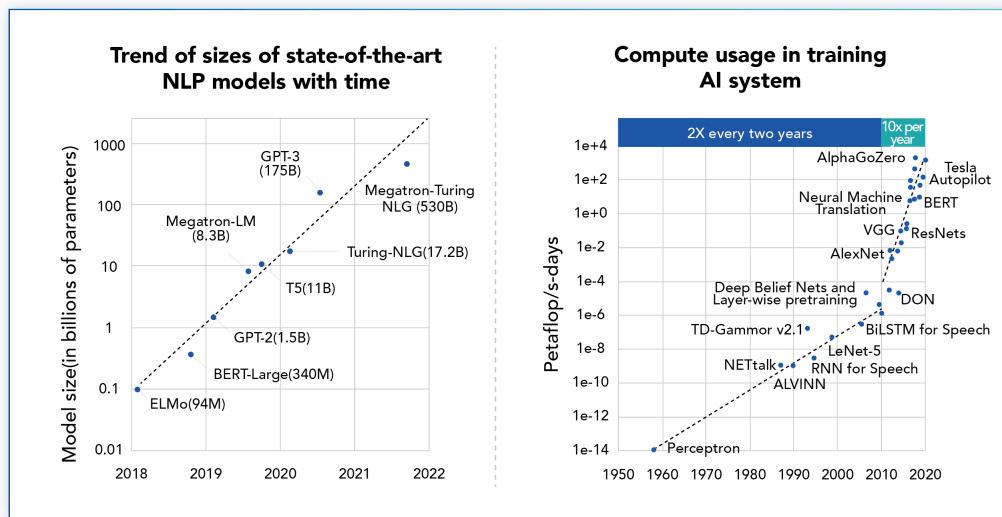 Trend of sizes of state-of-the-art
NLP models with time
Model size(in billions of parameters)
1000
100
10
1
0.1
0.01
2018
2019
2020
2021
2022
GPT-3
(175B)
Megatron-Turing
NLG (530B)
Megatron-LM
(8.3B)
Turing-NLG(17.2B)
T5(11B)
GPT-2(1.5B)
BERT-Large(340M)
ELMo(94M)
Compute usage in training
AI system
2X every two years
10x per
year
Petaflop/s-days
1e+4
1e+2
1e+0
1e-2
1e-4
1e-6
1e-8
1e-10
1e-12
1e-14
1950
1960
1970
1980
1990
2000
2010
2020
AlphaGoZero
Tesla
Autopilot
Neural Machine
Translation
BERT
VGG
ResNets
AlexNet
Deep Belief Nets and
Layer-wise pretraining
DON
TD-Gammor v2.1
BiLSTM for Speech
LeNet-5
NETtalk
RNN for Speech
ALVINN
Perceptron